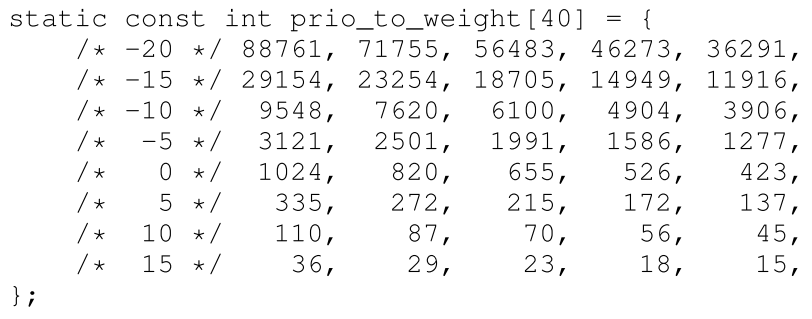 static const int prio_to_weight[40] = {
    /* -20 */ 88761, 71755, 56483, 46273, 36291,
    /* -15 */ 29154, 23254, 18705, 14949, 11916,
    /* -10 */  9548,  7620,  6100,  4904,  3906,
    /*  -5 */  3121,  2501,  1991,  1586,  1277,
    /*   0 */  1024,   820,   655,   526,   423,
    /*   5 */   335,   272,   215,   172,   137,
    /*  10 */   110,    87,    70,    56,    45,
    /*  15 */    36,    29,    23,    18,    15,
};